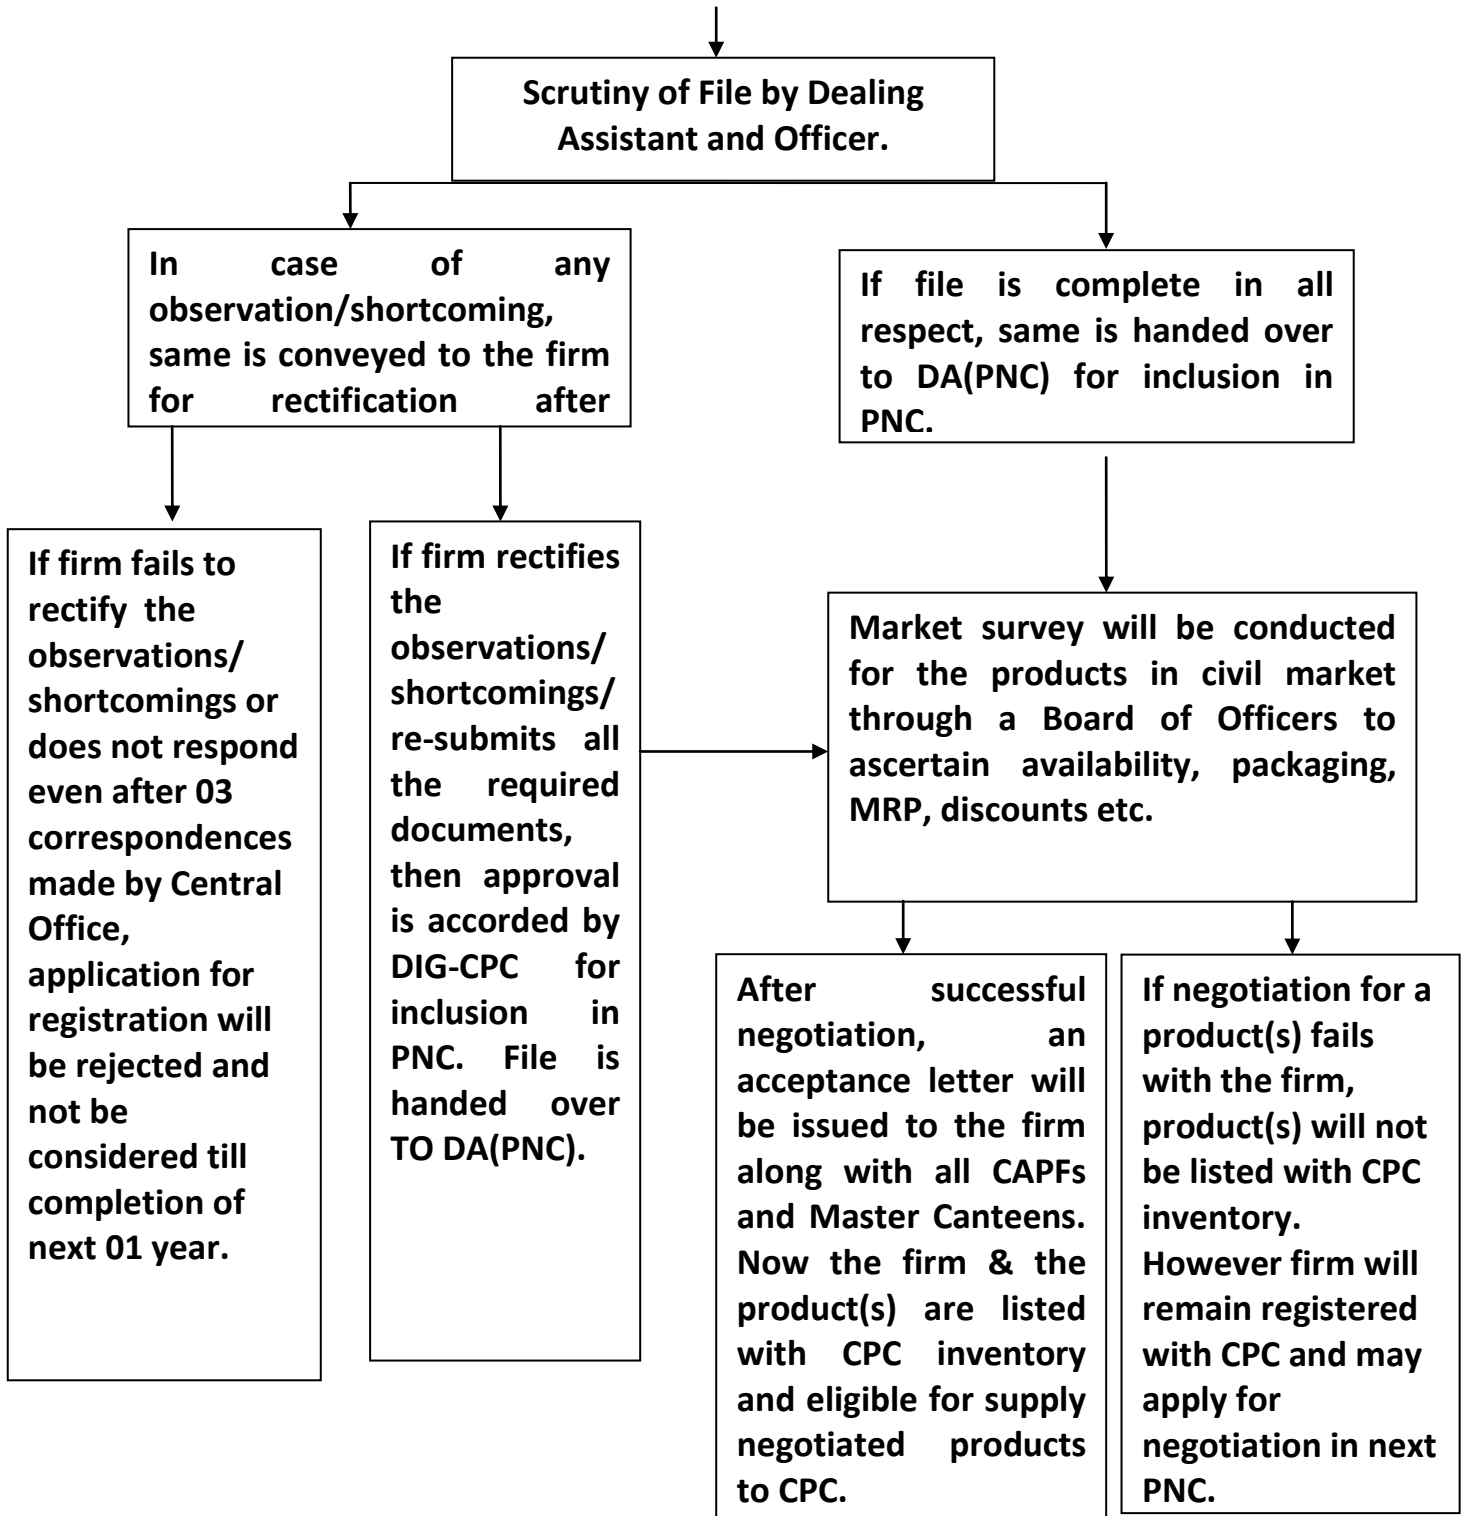 Scrutiny of File by Dealing
Assistant and Officer.
In case of any
observation/shortcoming,
same is conveyed to the firm
for rectification after
If file is complete in all
respect, same is handed over
to DA(PNC) for inclusion in
PNC.
If firm fails to
rectify the
observations/
shortcomings or
does not respond
even after 03
correspondences
made by Central
Office,
application for
registration will
be rejected and
not be
considered till
completion of
next 01 year.
If firm rectifies
the
observations/
shortcomings/
re-submits all
the required
documents,
then approval
is accorded by
DIG-CPC for
inclusion in
PNC. File is
handed over
TO DA(PNC).
Market survey will be conducted
for the products in civil market
through a Board of Officers to
ascertain availability, packaging,
MRP, discounts etc.
After successful
negotiation, an
acceptance letter will
be issued to the firm
along with all CAPFs
and Master Canteens.
Now the firm & the
product(s) are listed
with CPC inventory
and eligible for supply
negotiated products
to CPC.
If negotiation for a
product(s) fails
with the firm,
product(s) will not
be listed with CPC
inventory.
However firm will
remain registered
with CPC and may
apply for
negotiation in next
PNC.